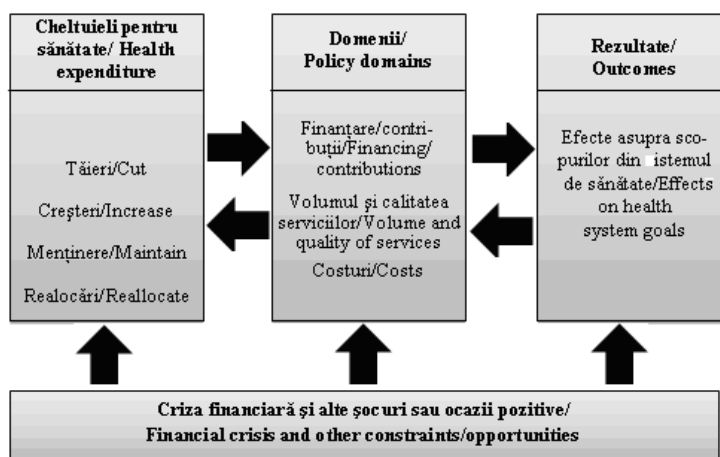 Cheltuieli pentru
sănătate/ Health
expenditure
Tăieri/Cut
Creşteri/Increase
Menţinere/Maintain
Realocări/Reallocate
Domenii/
Policy domains
Finanţare/contri-
buţii/Financing/
contributions
Volumul şi calitatea
serviciilor/Volume and
quality of services
Costuri/Costs
Rezultate/
Outcomes
Efecte asupra sco-
purilor din istemul
de sănătate/Effects
on health
system goals
Criza financiară şi alte şocuri sau ocazii pozitive/
Financial crisis and other constraints/opportunities